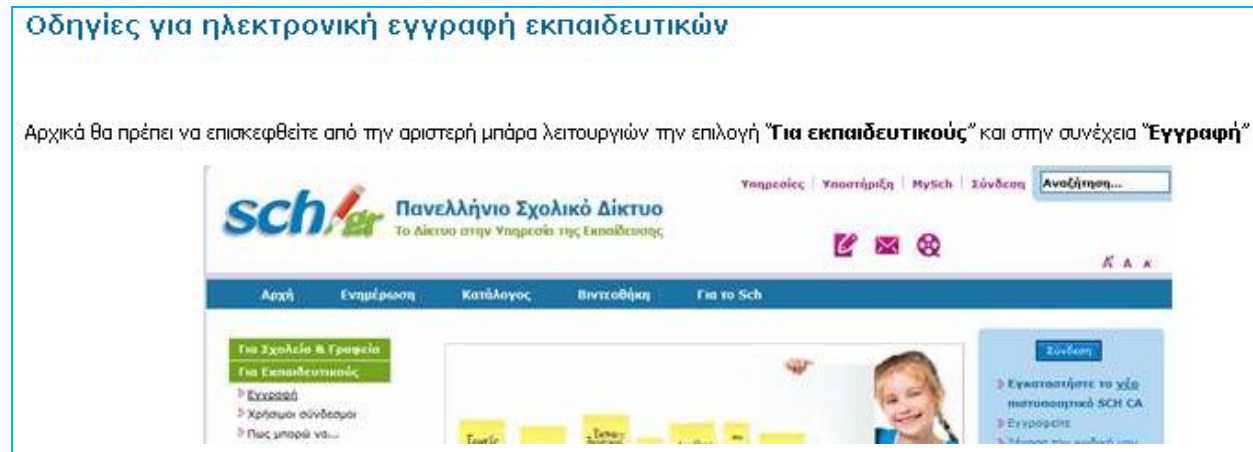 Οδηγίες για ηλεκτρονική εγγραφή εκπαιδευτικών
Αρχικά θα πρέπει να επισκεφθείτε από την αριστερή μπάρα λειτουργιών την επιλογή "Για εκπαιδευτικούς" και στην συνέχεια "Εγγραφή"
Υπηρεσίες | Υποστήριξη | MySch | Σύνδεση Αναζήτηση...
sch.gr
Πανελλήνιο Σχολικό Δίκτυο
Το Δίκτυο στην Υπηρεσία της Εκπαίδευσης
A A A
Αρχή Ενημέρωση Κατάλογος Βιντεοθήκη Για το Sch
Για Σχολεία & Γραφεία
Για Εκπαιδευτικούς
Εγγραφή
Χρήσιμοι σύνδεσμοι
Πως μπορώ να...
Σύνδεση
Εγκαταστήστε το νέο
πιστοποιητικό SCH CA
Εγγραφείτε